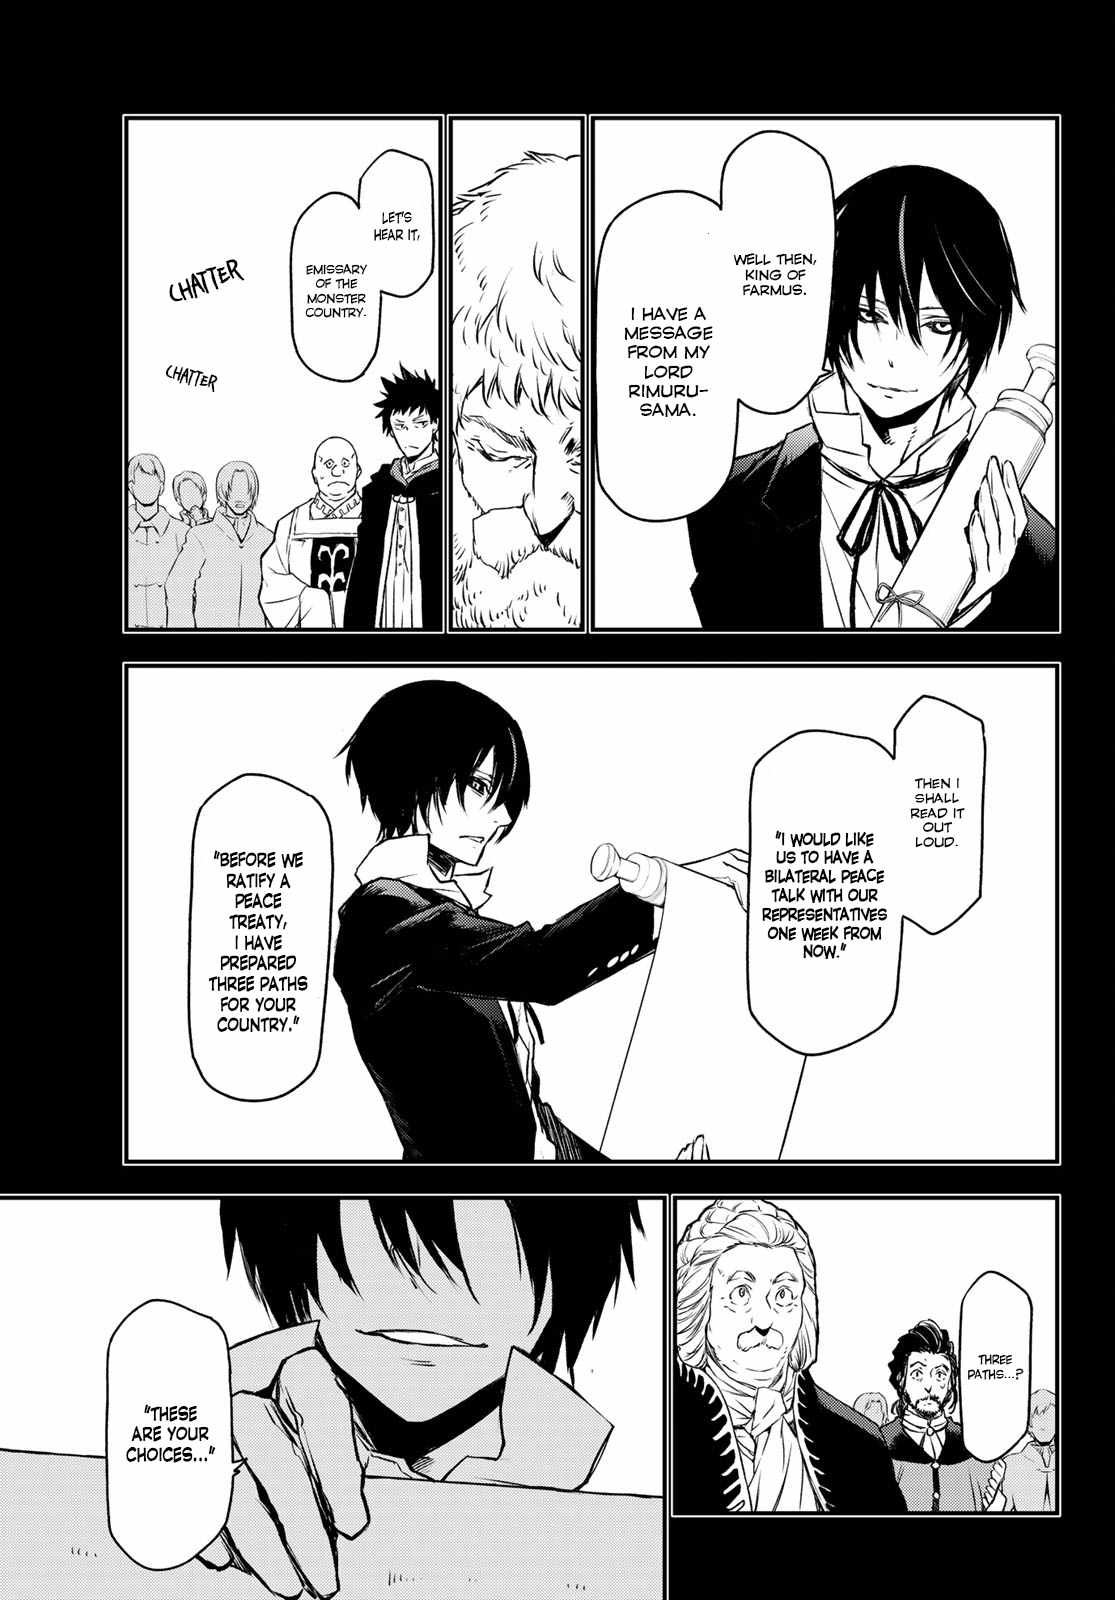 WELL THEN,
KING OF
FARMUS.
I HAVE A
MESSAGE
FROM MY
LORD
RIMURU-
SAMA.
LET'S
HEAR IT,
EMISSARY
OF THE
MONSTER
COUNTRY.
CHATTER
CHATTER
THEN I
SHALL
READ IT
OUT
LOUD.
"I WOULD LIKE
US TO HAVE A
BILATERAL PEACE
TALK WITH OUR
REPRESENTATIVES
ONE WEEK FROM
NOW."
"BEFORE WE
RATIFY A
PEACE
TREATY,
I HAVE
PREPARED
THREE PATHS
FOR YOUR
COUNTRY."
THREE
PATHS...?
"THESE
ARE YOUR
CHOICES..."